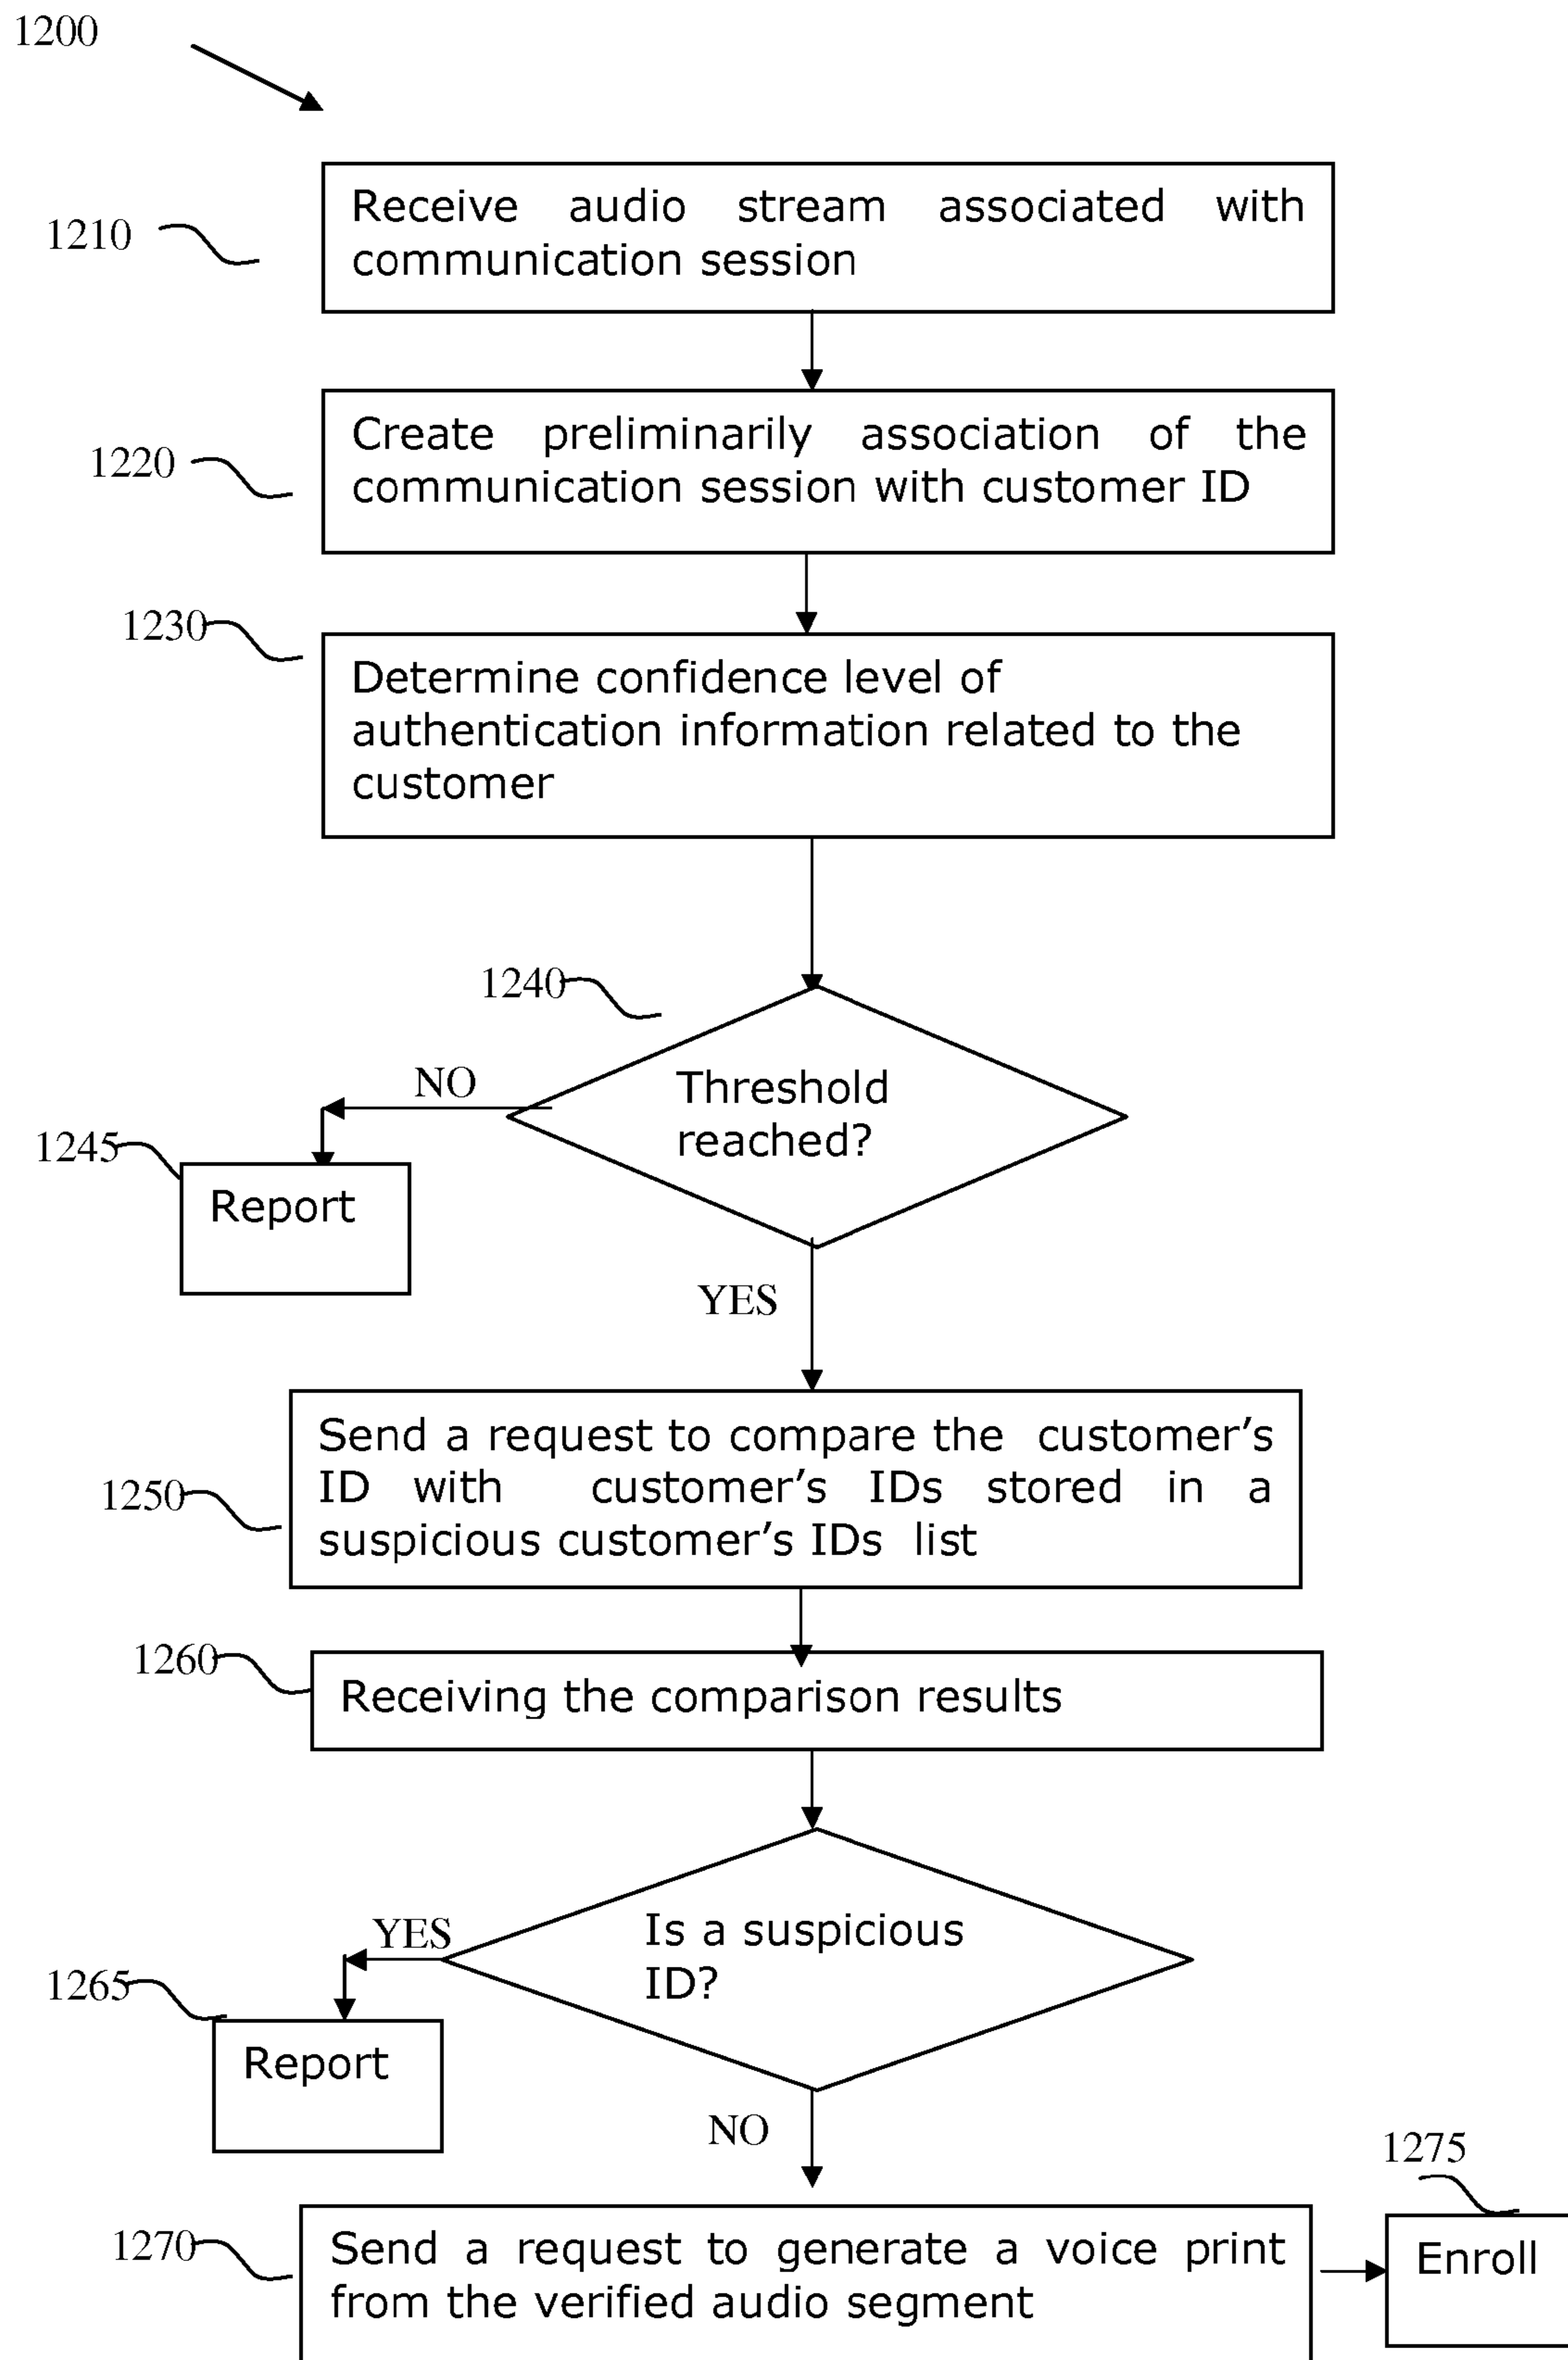 1200
1210
Receive audio stream associated with
communication session
1220
Create preliminarily association of the
communication session with customer ID
1230
Determine confidence level of
authentication information related to the
customer
1240
Threshold
reached?
NO
1245
Report
YES
1250
Send a request to compare the customer’s
ID with customer’s IDs stored in a
suspicious customer’s IDs list
1260
Receiving the comparison results
Is a suspicious
ID?
YES
1265
Report
NO
1270
Send a request to generate a voice print
from the verified audio segment
1275
Enroll